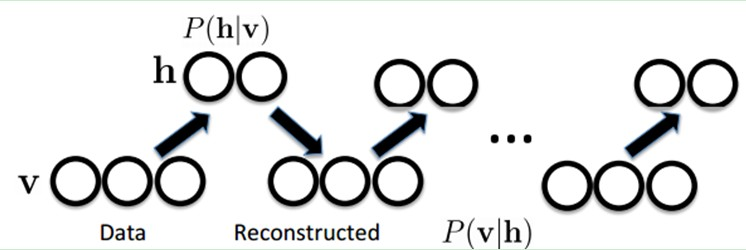 P(h|v)
h
...
v
Data
Reconstructed
P(v|h)